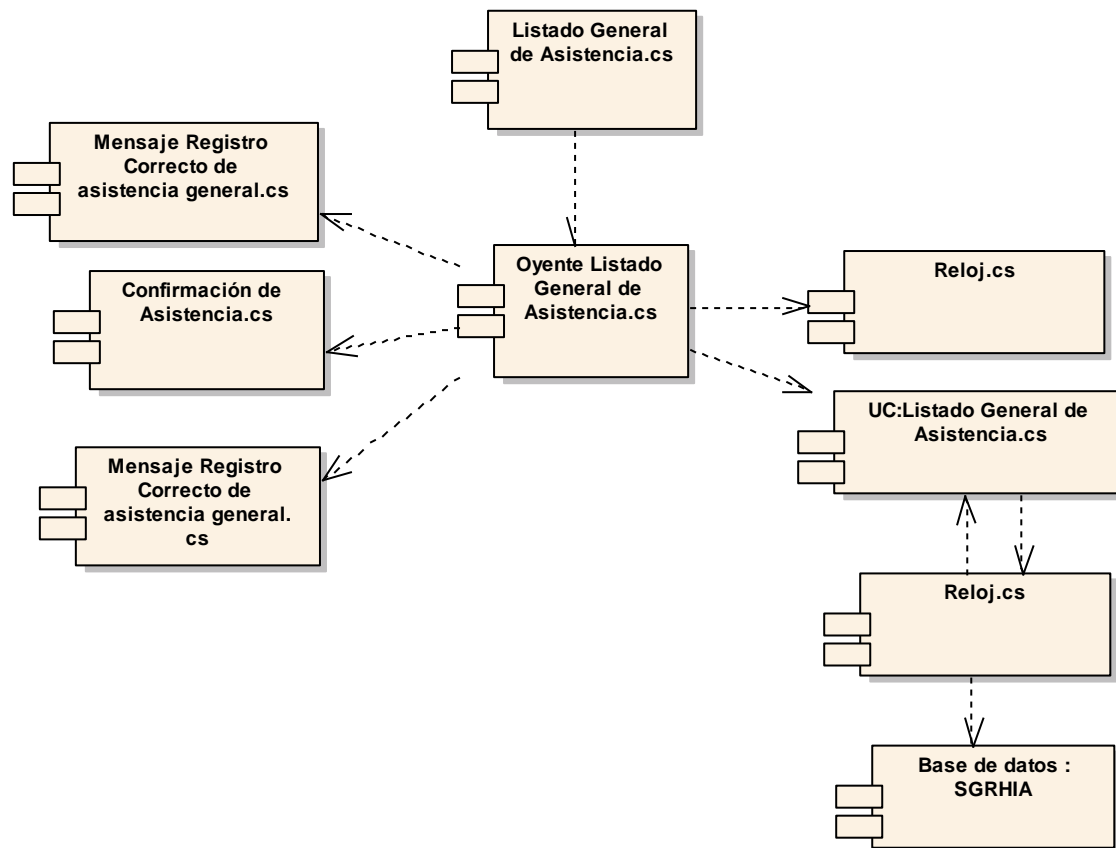 Listado General
de Asistencia.cs
Mensaje Registro
Correcto de
asistencia general.cs
Oyente Listado
General de
Asistencia.cs
Reloj.cs
Confirmación de
Asistencia.cs
UC:Listado General de
Asistencia.cs
Mensaje Registro
Correcto de
asistencia general.
cs
Reloj.cs
Base de datos :
SGRHIA